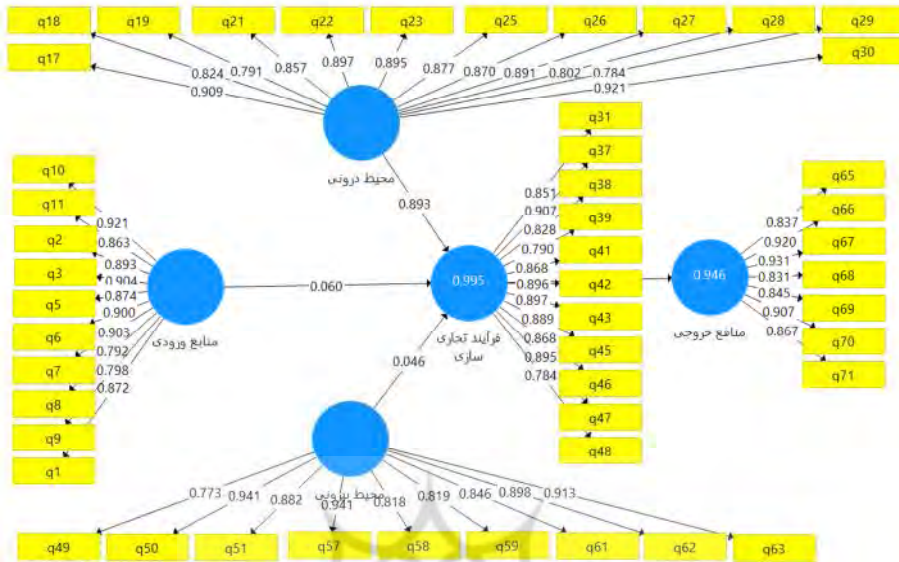 q18
q19
q21
q22
q23
q25
q26
q27
q28
q29
q17
q30
0.824
0.791
0.857
0.897
0.895
0.877
0.870
0.891
0.802
0.784
0.909
0.921
محیط درونی
0.893
q10
q11
q2
q3
q5
q6
q7
q8
q9
q1
0.921
0.863
0.893
0.904
0.874
0.900
0.903
0.792
0.798
0.872
منابع ورودی
0.060
0.995
فرآیند تجاری
سازی
q31
q37
q38
q39
q41
q42
q43
q45
q46
q47
q48
0.851
0.907
0.828
0.790
0.868
0.896
0.897
0.889
0.868
0.895
0.784
0.946
منافع خروجی
q65
q66
q67
q68
q69
q70
q71
0.837
0.920
0.931
0.831
0.845
0.907
0.867
0.046
محیط بیرونی
0.773
0.941
0.882
0.941
0.818
0.819
0.846
0.898
0.913
q49
q50
q51
q57
q58
q59
q61
q62
q63